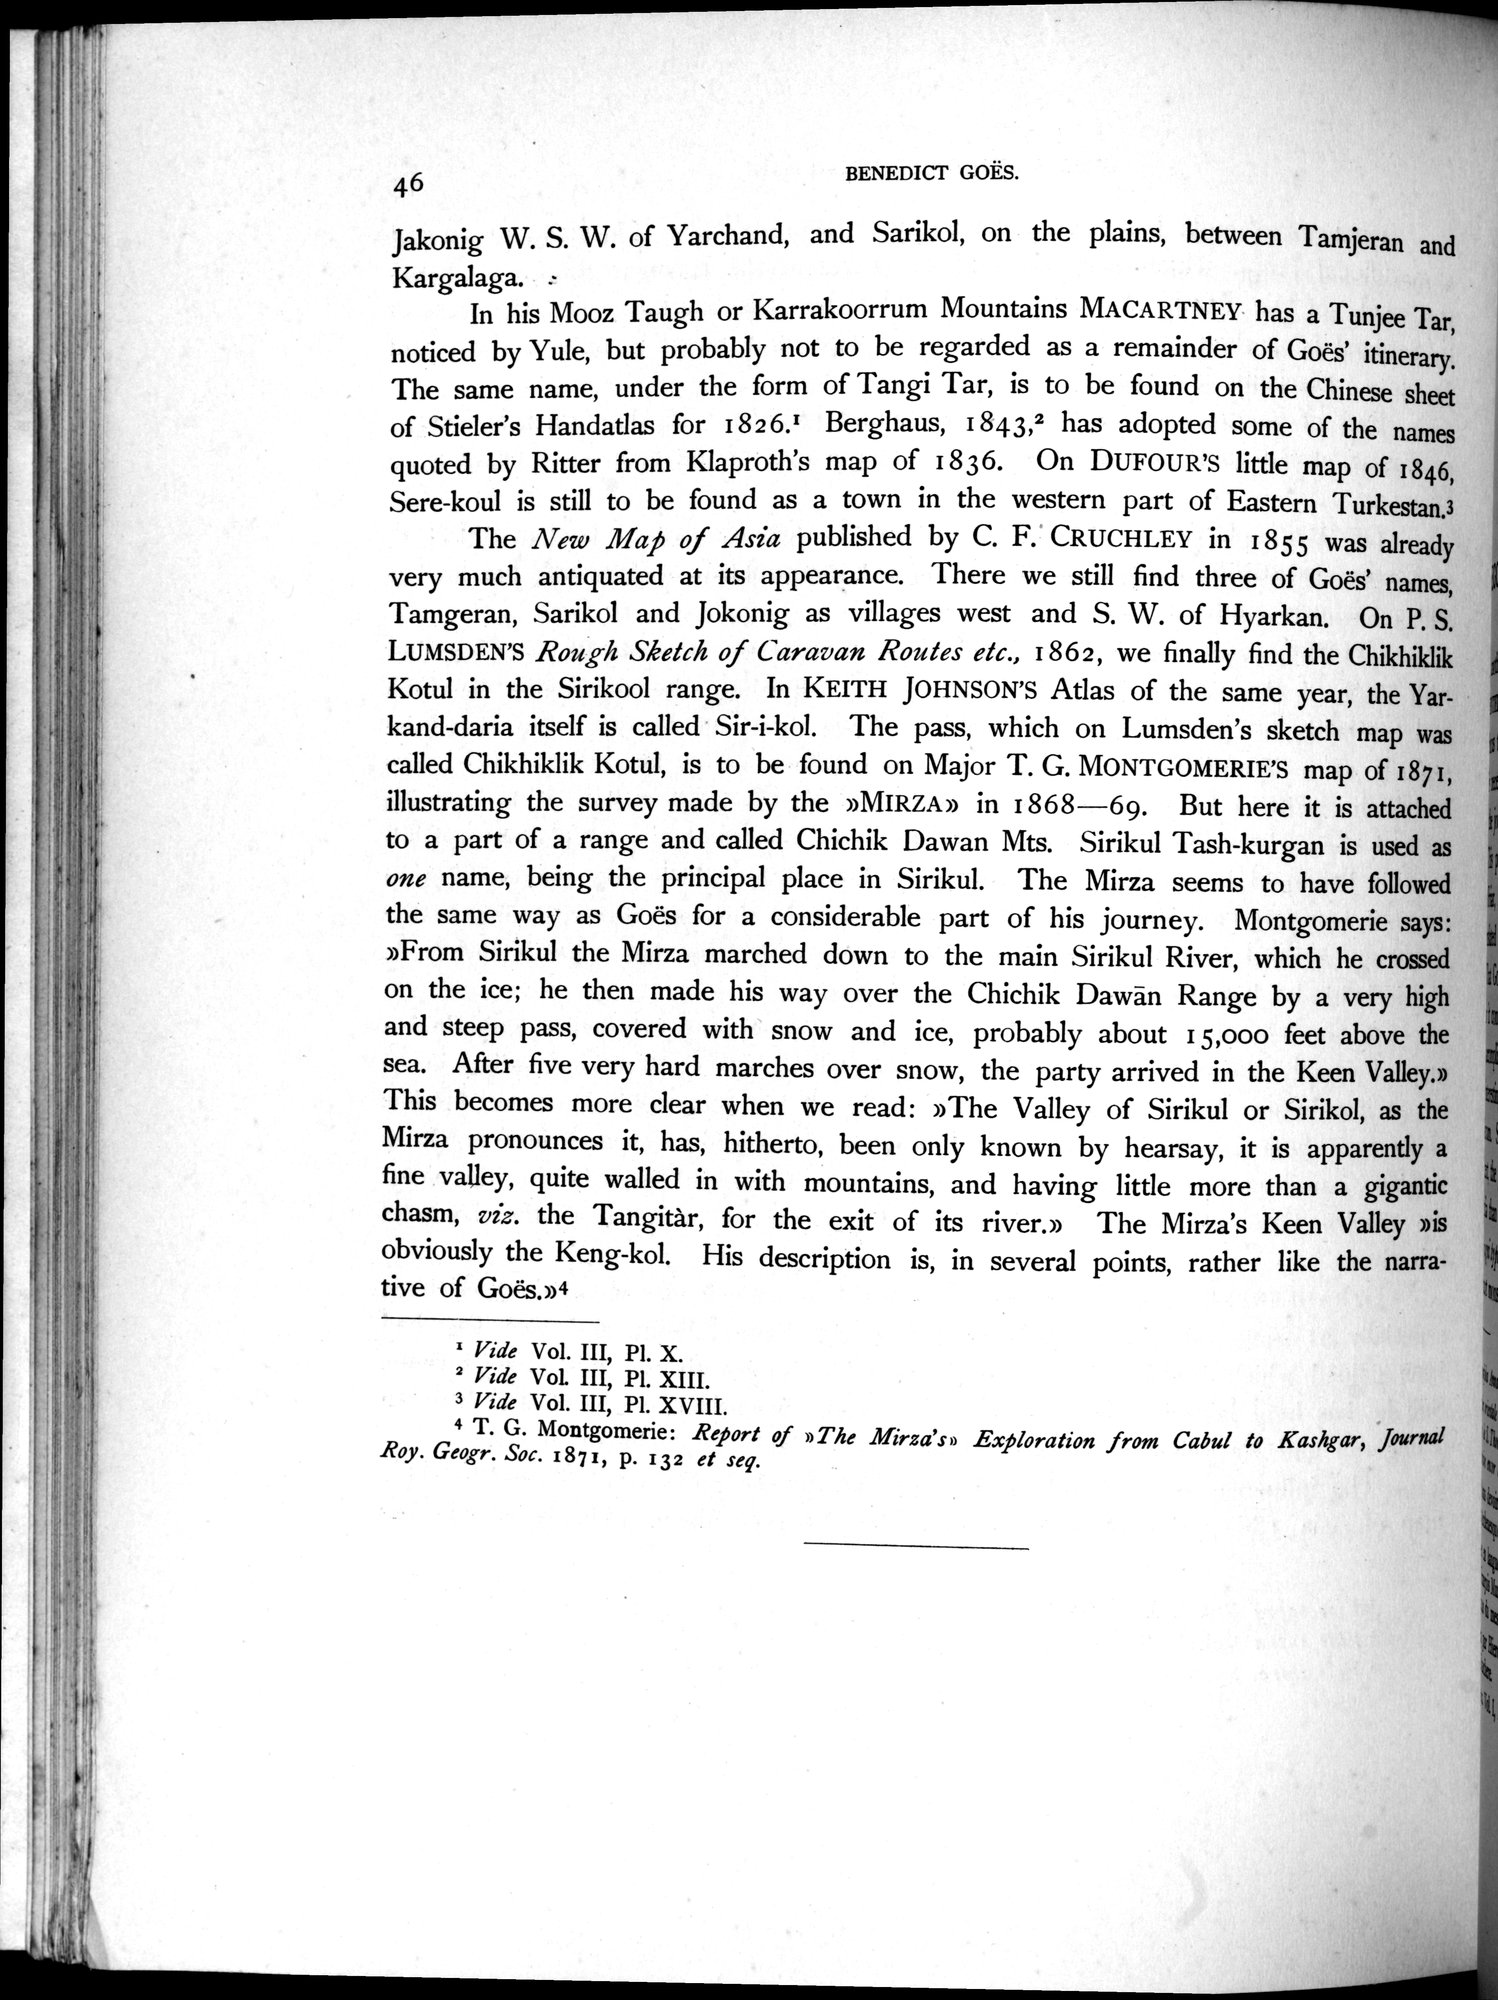 46
BENEDICT GOËS.
Jakonig W. S. W. of Yarchand, and Sarikol, on the plains, between Tamjeran and
Kargalaga.
In his Mooz Taugh or Karrakoorrum Mountains MACARTNEY has a Tunjee Tar,
noticed by Yule, but probably not to be regarded as a remainder of Goës' itinerary.
The same name, under the form of Tangi Tar, is to be found on the Chinese sheet
of Stieler's Handatlas for 1826.¹ Berghaus, 1843,² has adopted some of the names
quoted by Ritter from Klaproth's map of 1836. On DUFOUR'S little map of 1846,
Sere-koul is still to be found as a town in the western part of Eastern Turkestan.³
The New Map of Asia published by C. F. CRUCHLEY in 1855 was already
very much antiquated at its appearance. There we still find three of Goës' names,
Tamgeran, Sarikol and Jokonig as villages west and S. W. of Hyarkan. On P. S.
LUMSDEN'S Rough Sketch of Caravan Routes etc., 1862, we finally find the Chikhiklik
Kotul in the Sirikool range. In KEITH JOHNSON'S Atlas of the same year, the Yar-
kand-daria itself is called Sir-i-kol. The pass, which on Lumsden's sketch map was
called Chikhiklik Kotul, is to be found on Major T. G. MONTGOMERIE'S map of 1871,
illustrating the survey made by the »MIRZA» in 1868—69. But here it is attached
to a part of a range and called Chichik Dawan Mts. Sirikul Tash-kurgan is used as
one name, being the principal place in Sirikul. The Mirza seems to have followed
the same way as Goës for a considerable part of his journey. Montgomerie says:
»From Sirikul the Mirza marched down to the main Sirikul River, which he crossed
on the ice; he then made his way over the Chichik Dawān Range by a very high
and steep pass, covered with snow and ice, probably about 15,000 feet above the
sea. After five very hard marches over snow, the party arrived in the Keen Valley.»
This becomes more clear when we read: »The Valley of Sirikul or Sirikol, as the
Mirza pronounces it, has, hitherto, been only known by hearsay, it is apparently a
fine valley, quite walled in with mountains, and having little more than a gigantic
chasm, viz. the Tangitàr, for the exit of its river.» The Mirza's Keen Valley »is
obviously the Keng-kol. His description is, in several points, rather like the narra-
tive of Goës.»⁴
¹ Vide Vol. III, Pl. X.
² Vide Vol. III, Pl. XIII.
³ Vide Vol. III, Pl. XVIII.
⁴ T. G. Montgomerie: Report of »The Mirza's» Exploration from Cabul to Kashgar, Journal
Roy. Geogr. Soc. 1871, p. 132 et seq.